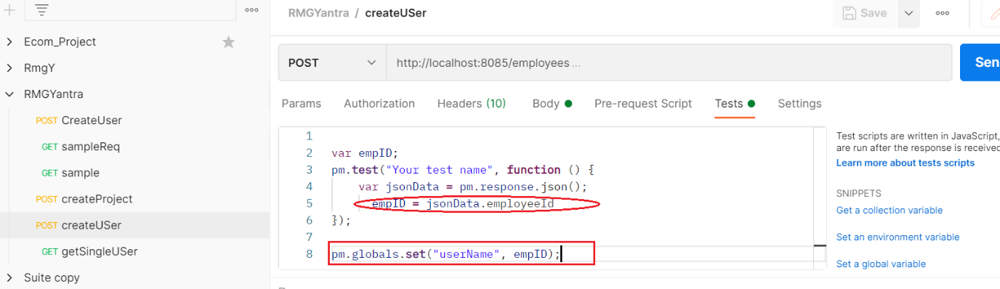 RMGYantra / createUSer
Save
Ecom_Project
RmgY
RMGYantra
POST CreateUser
GET sampleReq
GET sample
POST createProject
POST createUSer
GET getSingleUSer
Suite copy
POST
http://localhost:8085/employees ...
Sen
Params Authorization Headers (10) Body Pre-request Script Tests Settings
1
2 var empID;
3 pm.test("Your test name", function () {
4 var jsonData = pm.response.json();
5 empID = jsonData.employeeId
6 });
7
8 pm.globals.set("userName", empID);
Test scripts are written in JavaScript,
are run after the response is received
Learn more about tests scripts
SNIPPETS
Get a collection variable
Set an environment variable
Set a global variable